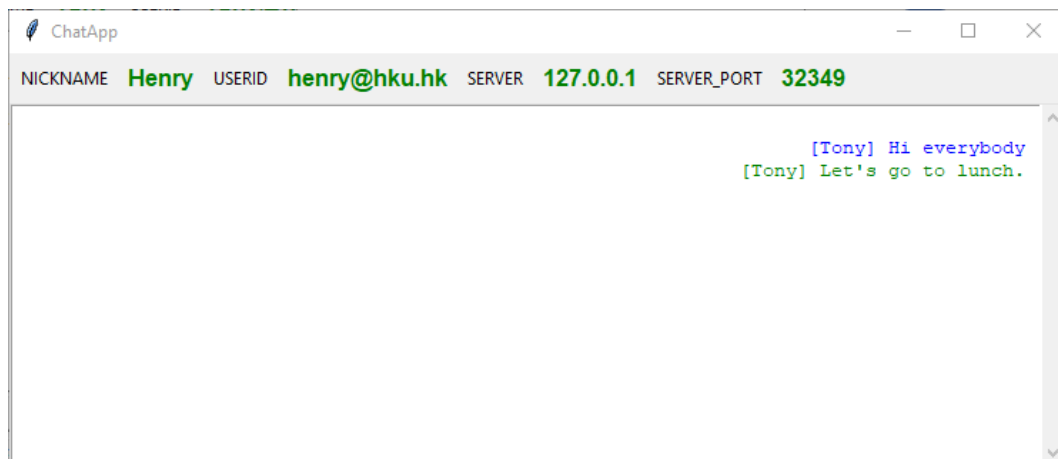 ChatApp
NICKNAME Henry USERID henry@hku.hk SERVER 127.0.0.1 SERVER_PORT 32349
[Tony] Hi everybody
[Tony] Let's go to lunch.